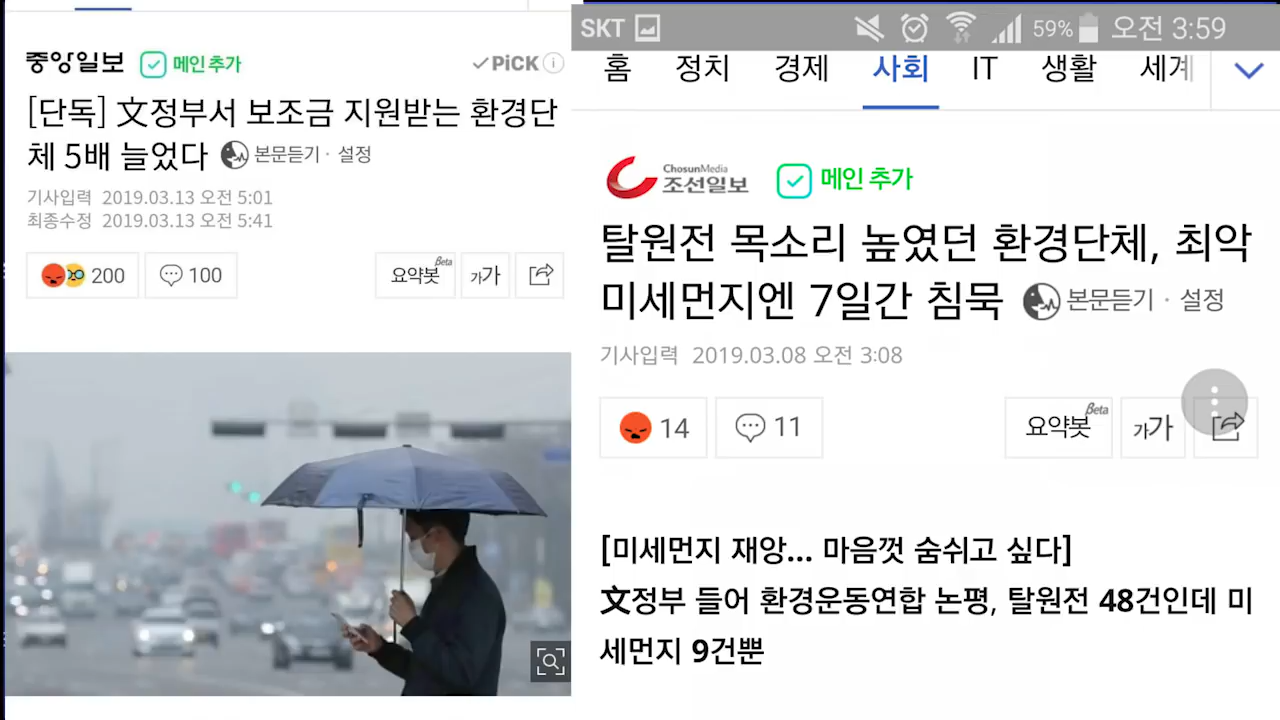 중앙일보 메인 추가 PiCK
[단독] 文정부서 보조금 지원받는 환경단
체 5배 늘었다 본문듣기 · 설정
기사입력 2019.03.13 오전 5:01
최종수정 2019.03.13 오전 5:41
200 100 요약봇 Beta 가가
SKT 59% 오전 3:59
홈 정치 경제 사회 IT 생활 세계
ChosunMedia
조선일보 메인 추가
탈원전 목소리 높였던 환경단체, 최악
미세먼지엔 7일간 침묵 본문듣기 · 설정
기사입력 2019.03.08 오전 3:08
14 11 요약봇 Beta 가가
[미세먼지 재앙... 마음껏 숨쉬고 싶다]
文정부 들어 환경운동연합 논평, 탈원전 48건인데 미
세먼지 9건뿐